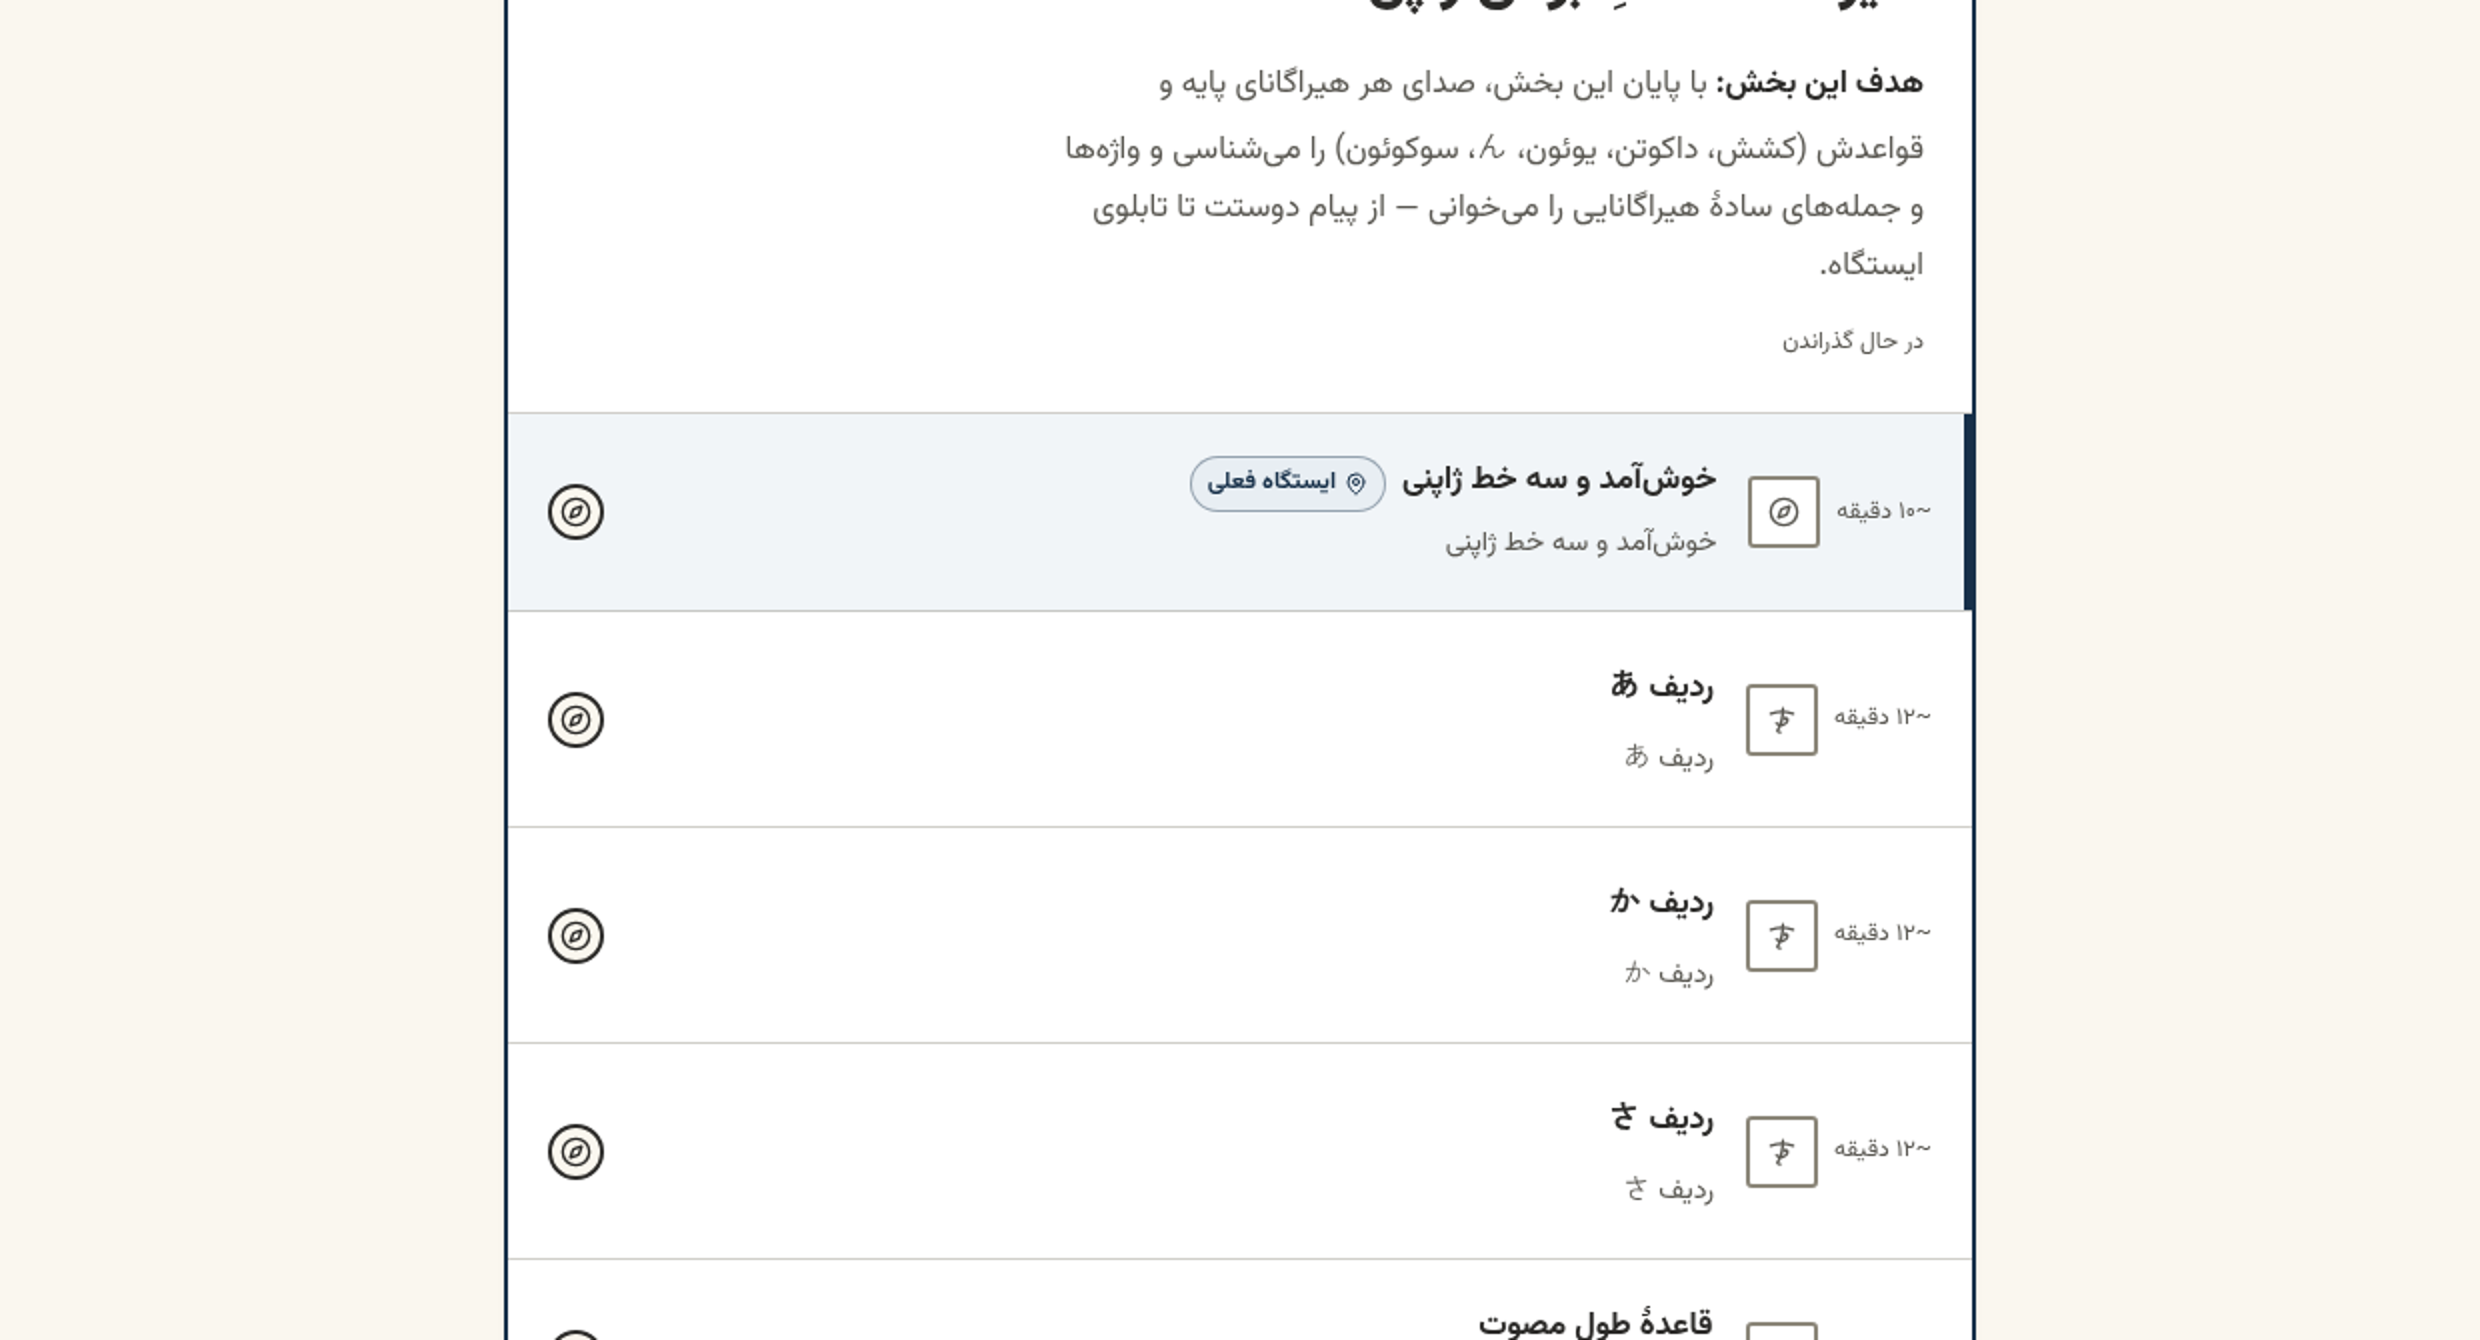 هدف این بخش: با پایان این بخش، صدای هر هیراگانای پایه و
قواعدش (کشش، داکوتن، یوئون، ん، سوکوئون) را می‌شناسی و واژه‌ها
و جمله‌های سادهٔ هیراگانایی را می‌خوانی — از پیام دوستت تا تابلوی
ایستگاه.
در حال گذراندن
~۱۰ دقیقه
خوش‌آمد و سه خط ژاپنی
ایستگاه فعلی
خوش‌آمد و سه خط ژاپنی
~۱۲ دقیقه
ردیف あ
ردیف あ
~۱۲ دقیقه
ردیف か
ردیف か
~۱۲ دقیقه
ردیف さ
ردیف さ
قاعدهٔ طول مصوت